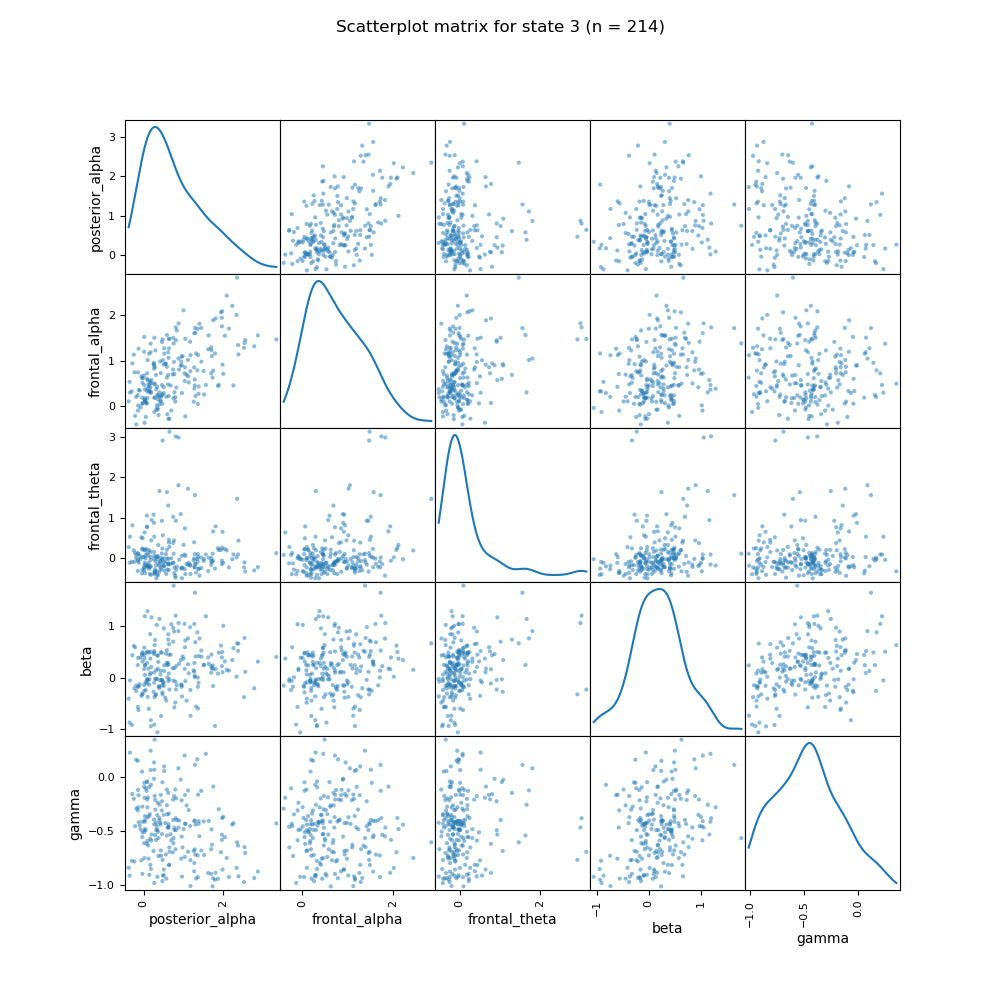 Scatterplot matrix for state 3 (n = 214)
posterior_alpha
3
2
1
0
frontal_alpha
2
1
0
frontal_theta
3
2
1
0
beta
1
0
−1
gamma
0.0
−0.5
−1.0
0 2
0 2
0 2
−1 0 1
−1.0 −0.5 0.0
posterior_alpha frontal_alpha frontal_theta beta gamma